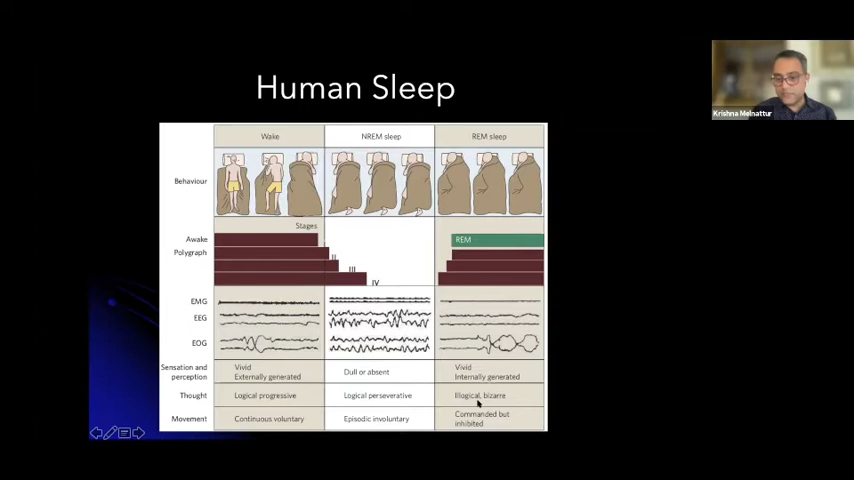 Human Sleep
Krishna Melnattur
Wake NREM sleep REM sleep
Behaviour
Stages
Awake
REM
Polygraph
II
III
IV
EMG
EEG
EOG
Sensation and perception
Vivid
Externally generated
Dull or absent
Vivid
Internally generated
Thought
Logical progressive
Logical perseverative
Illogical, bizarre
Movement
Continuous voluntary
Episodic involuntary
Commanded but
inhibited